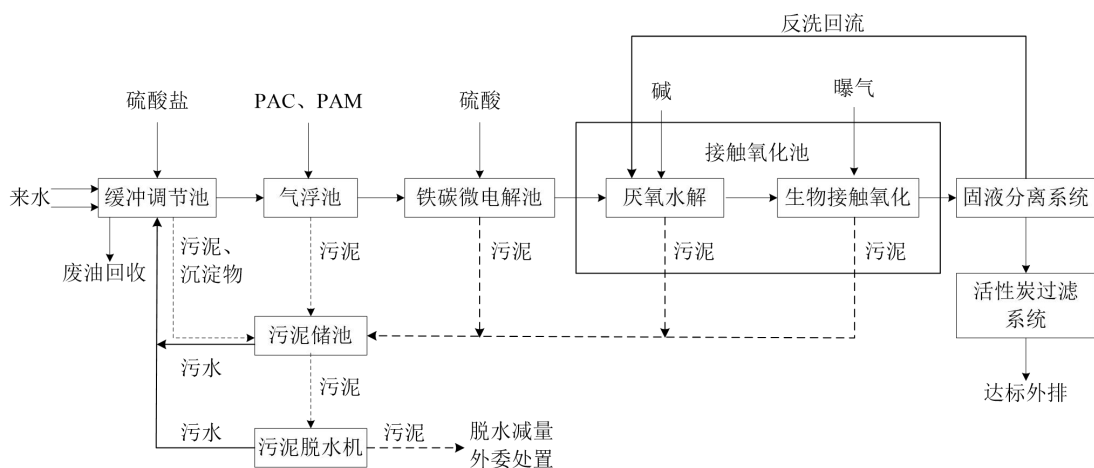 反洗回流
硫酸盐
PAC、PAM
硫酸
碱
曝气
接触氧化池
来水
缓冲调节池
气浮池
铁碳微电解池
厌氧水解
生物接触氧化
固液分离系统
污泥、
沉淀物
污泥
污泥
污泥
污泥
废油回收
活性炭过滤
系统
污泥储池
污水
污泥
达标外排
污水
污泥脱水机
污泥
脱水减量
外委处置